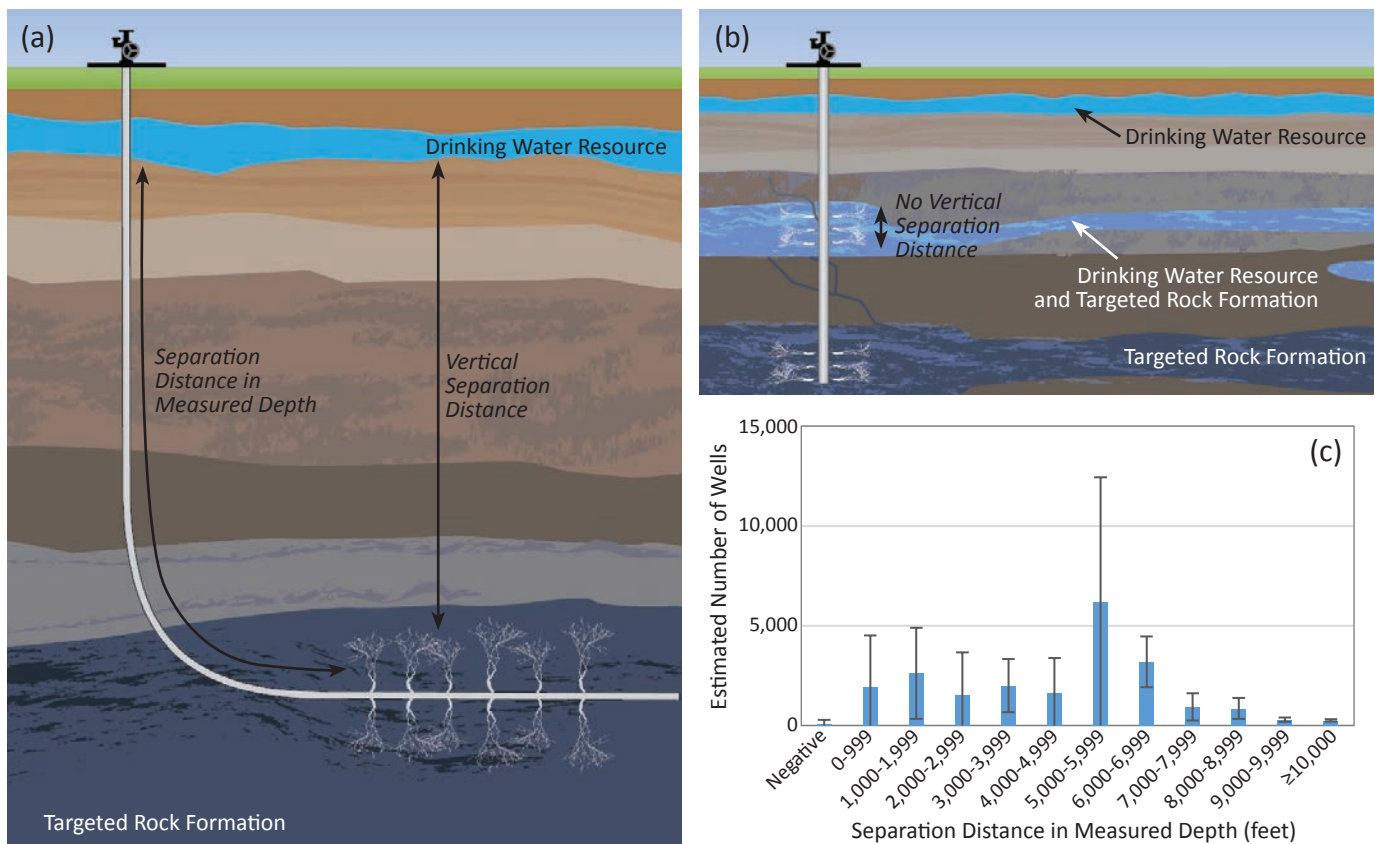 (a)
Drinking Water Resource
Separation
Distance in
Measured Depth
Vertical
Separation
Distance
Targeted Rock Formation
(b)
Drinking Water Resource
No Vertical
Separation
Distance
Drinking Water Resource
and Targeted Rock Formation
Targeted Rock Formation
(c)
Estimated Number of Wells
15,000
10,000
5,000
0
Negative
0-999
1,000-1,999
2,000-2,999
3,000-3,999
4,000-4,999
5,000-5,999
6,000-6,999
7,000-7,999
8,000-8,999
9,000-9,999
≥10,000
Separation Distance in Measured Depth (feet)